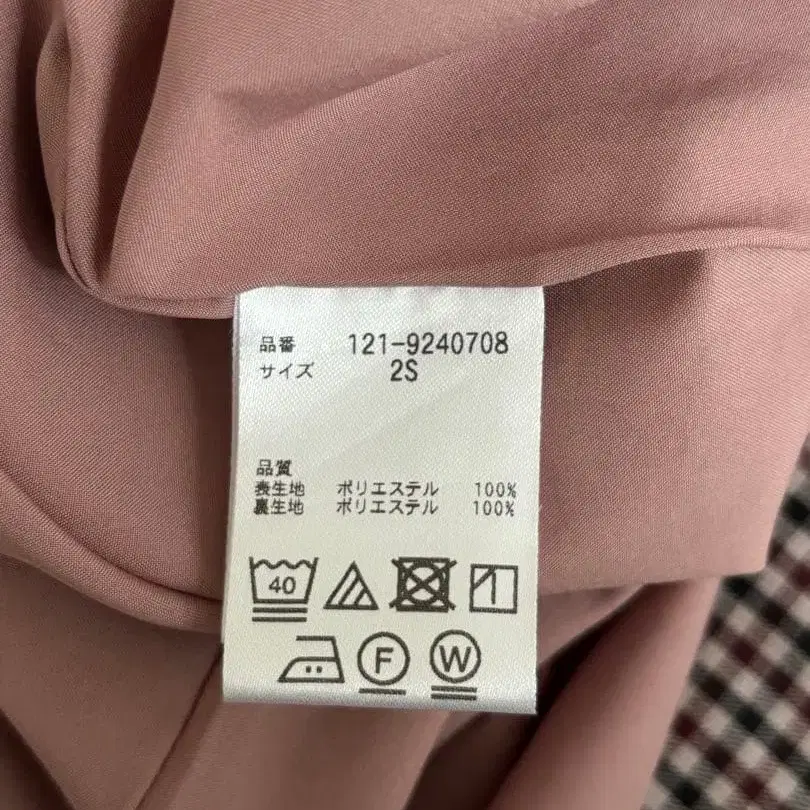 品番 121-9240708
サイズ 2S
品質
表生地 ポリエステル 100%
裏生地 ポリエステル 100%
40
F W